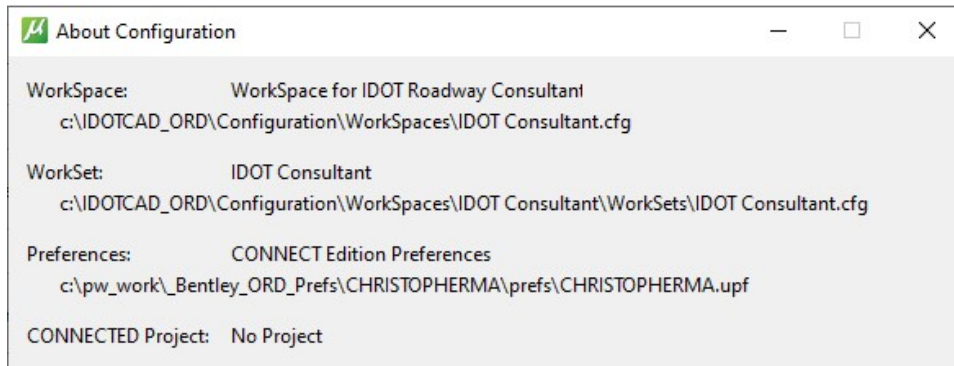 About Configuration
WorkSpace: WorkSpace for IDOT Roadway Consultant
c:\IDOTCAD_ORD\Configuration\WorkSpaces\IDOT Consultant.cfg
WorkSet: IDOT Consultant
c:\IDOTCAD_ORD\Configuration\WorkSpaces\IDOT Consultant\WorkSets\IDOT Consultant.cfg
Preferences: CONNECT Edition Preferences
c:\pw_work\_Bentley_ORD_Prefs\CHRISTOPHERMA\prefs\CHRISTOPHERMA.upf
CONNECTED Project: No Project